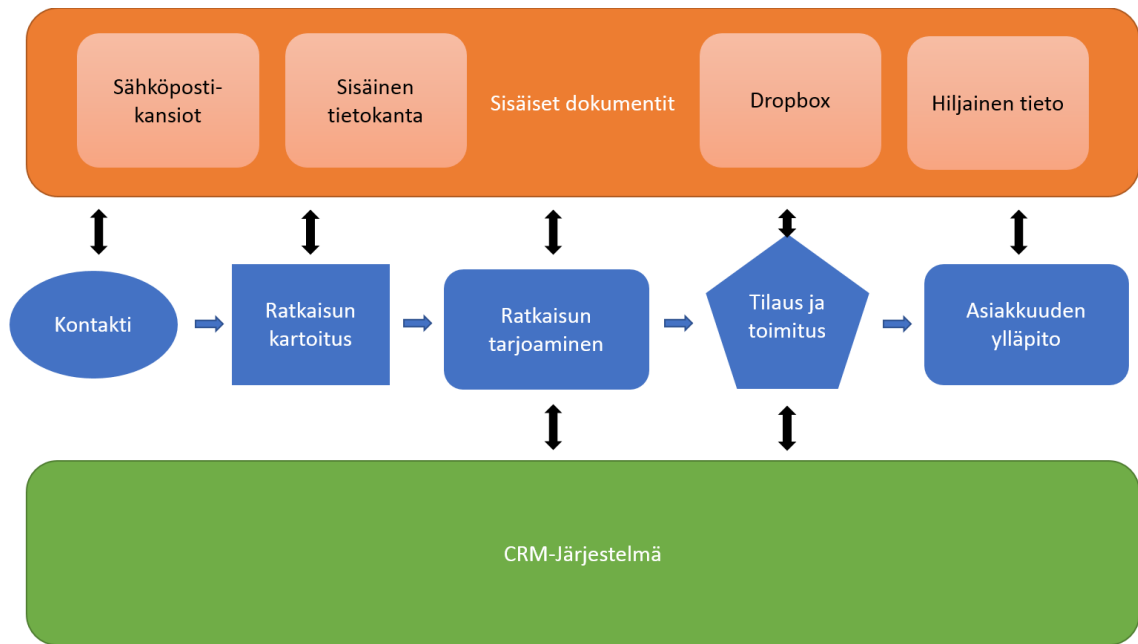 Sähköposti-
kansiot
Sisäinen
tietokanta
Sisäiset dokumentit
Dropbox
Hiljainen tieto
Kontakti
Ratkaisun
kartoitus
Ratkaisun
tarjoaminen
Tilaus ja
toimitus
Asiakkuuden
ylläpito
CRM-Järjestelmä